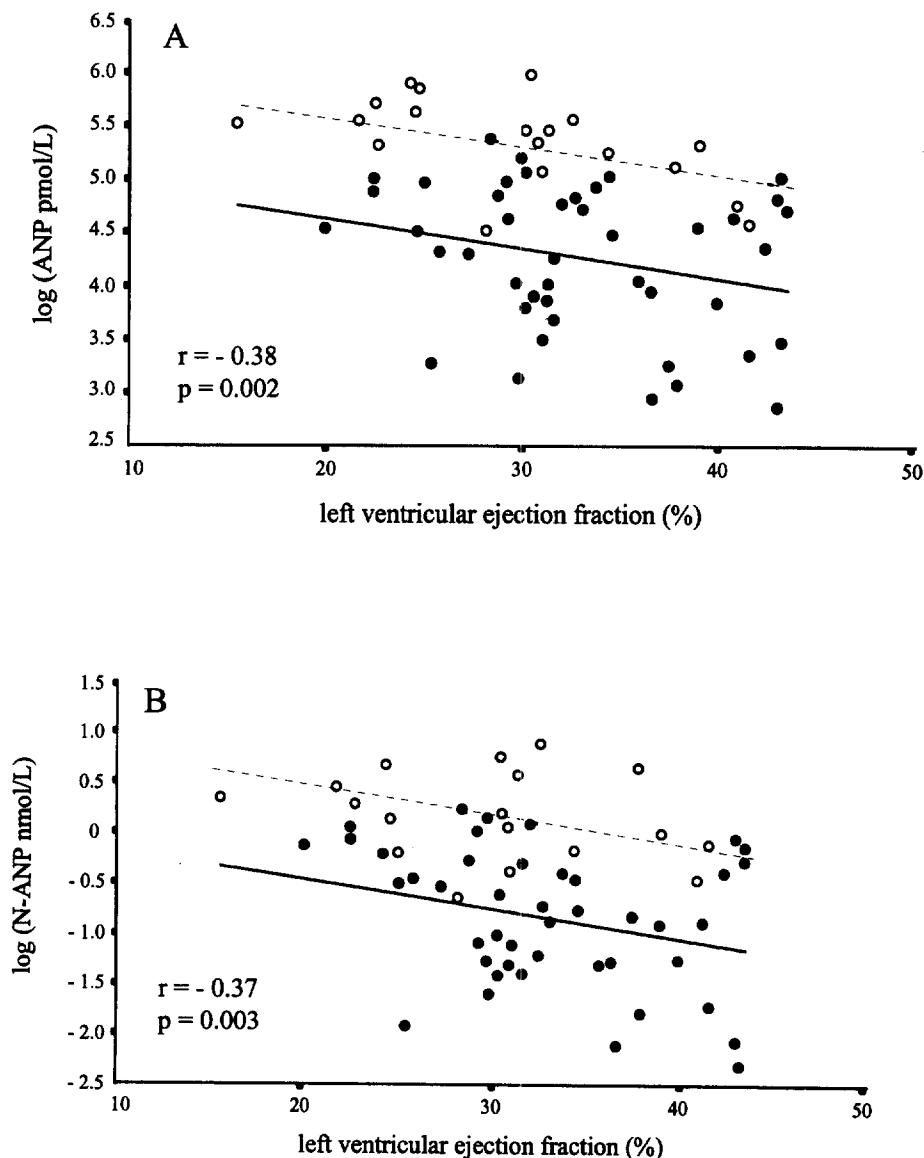 A
6.5
6.0
5.5
5.0
4.5
4.0
3.5
3.0
2.5
log (ANP pmol/L)
r = - 0.38
p = 0.002
10 20 30 40 50
left ventricular ejection fraction (%)
B
1.5
1.0
0.5
0
- 0.5
- 1.0
- 1.5
- 2.0
- 2.5
log (N-ANP nmol/L)
r = - 0.37
p = 0.003
10 20 30 40 50
left ventricular ejection fraction (%)